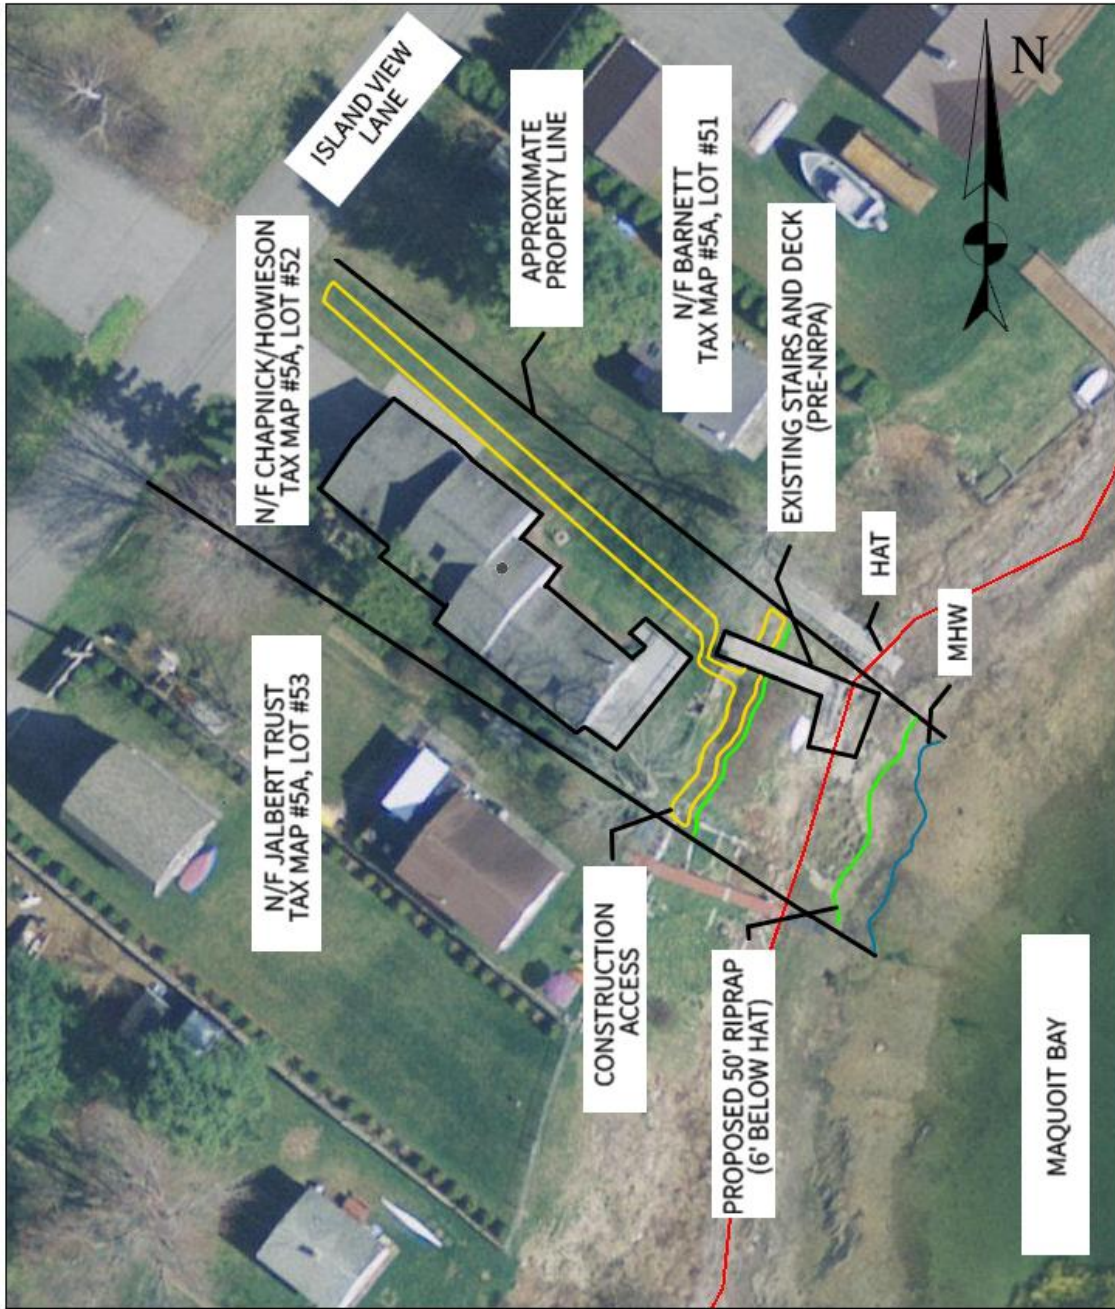 ISLAND VIEW
LANE
N/F CHAPNICK/HOWIESON
TAX MAP #5A, LOT #52
APPROXIMATE
PROPERTY LINE
N/F BARNETT
TAX MAP #5A, LOT #51
N
N/F JALBERT TRUST
TAX MAP #5A, LOT #53
EXISTING STAIRS AND DECK
(PRE-NRPA)
HAT
MHW
CONSTRUCTION
ACCESS
PROPOSED 50' RIPRAP
(6' BELOW HAT)
MAQUOIT BAY